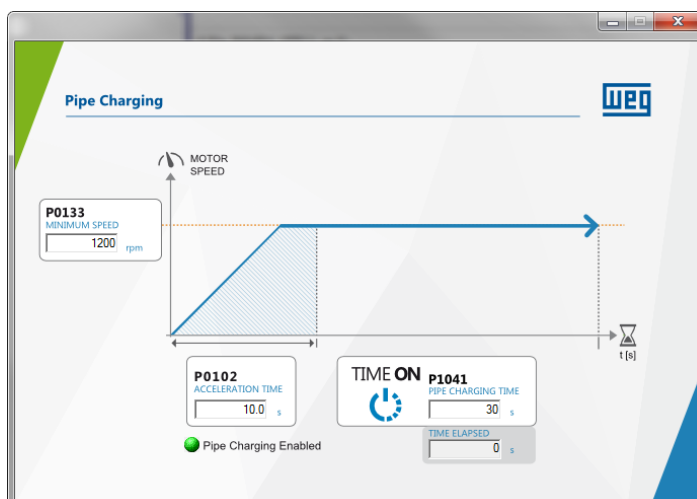 Pipe Charging
weg
MOTOR
SPEED
P0133
MINIMUM SPEED
1200 rpm
t [s]
P0102
ACCELERATION TIME
10.0 s
TIME ON
P1041
PIPE CHARGING TIME
30 s
TIME ELAPSED
0 s
Pipe Charging Enabled